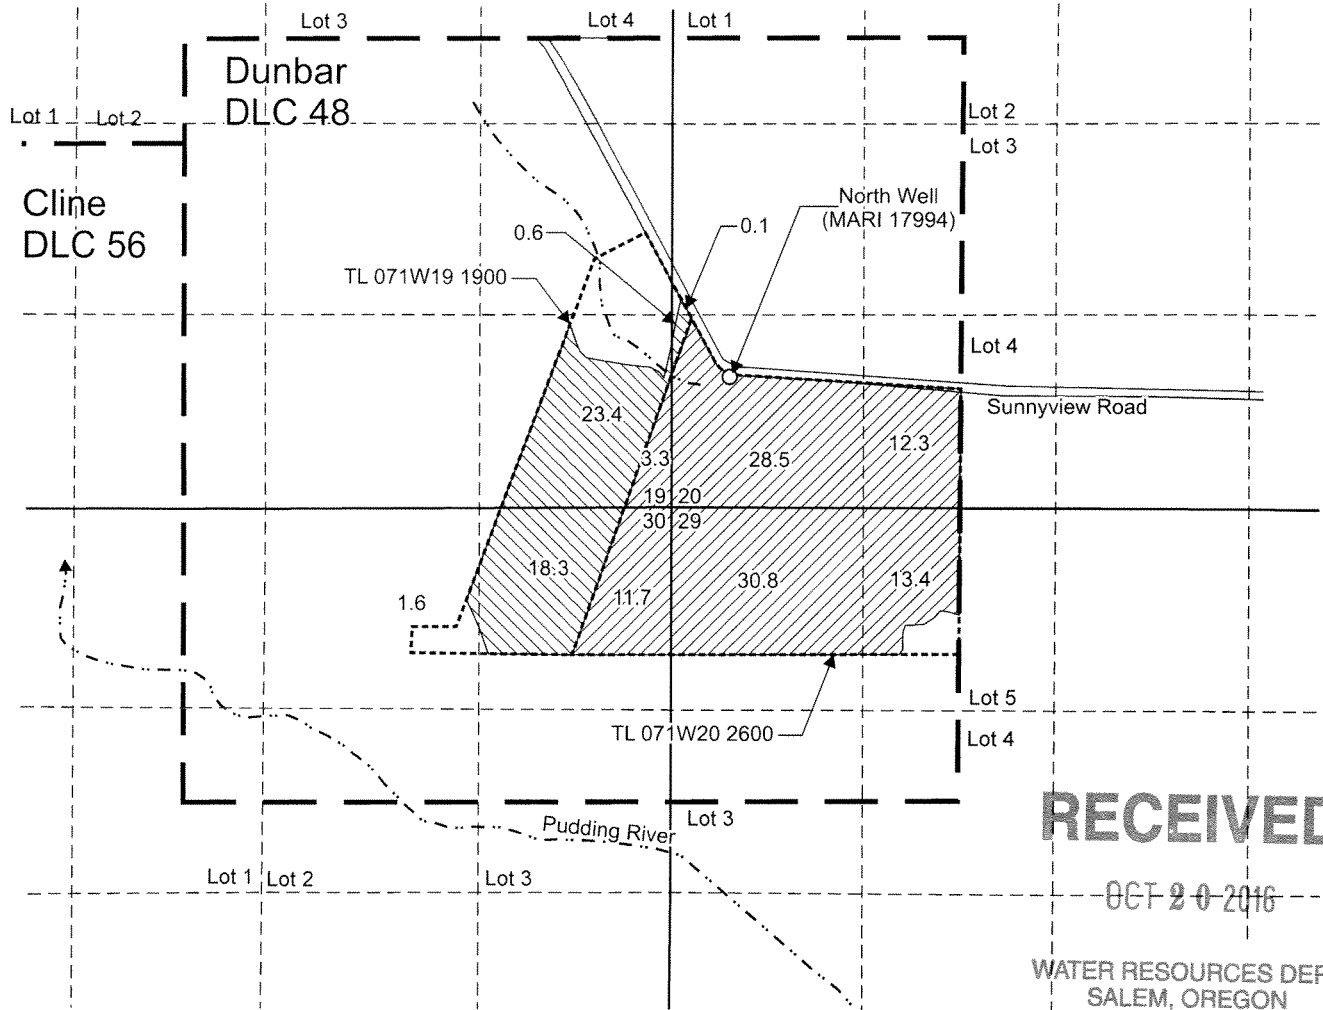 Lot 3
Lot 4
Lot 1
Dunbar
DLC 48
Lot 1
Lot 2
Lot 2
Lot 3
Cline
DLC 56
North Well
(MARI 17994)
0.6
0.1
TL 071W19 1900
Lot 4
Sunnyview Road
23.4
12.3
3.3
28.5
19 20
30 29
18.3
11.7
30.8
13.4
1.6
Lot 5
TL 071W20 2600
Lot 4
Lot 3
Pudding River
RECEIVED
Lot 1
Lot 2
Lot 3
OCT 20 2016
WATER RESOURCES DEP
SALEM, OREGON